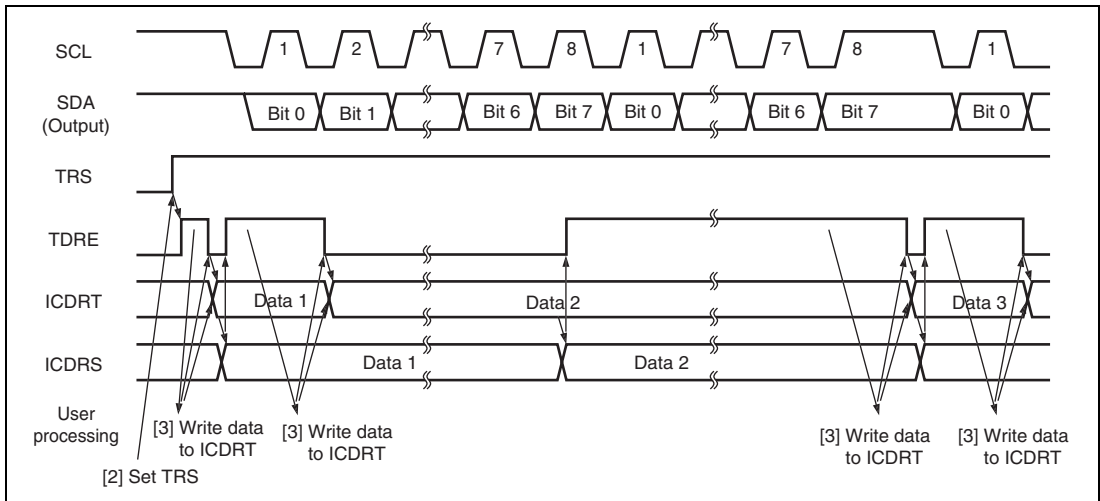 SCL 1 2 7 8 1 7 8 1
SDA
(Output)
Bit 0 Bit 1 Bit 6 Bit 7 Bit 0 Bit 6 Bit 7 Bit 0
TRS
TDRE
ICDRT Data 1 Data 2 Data 3
ICDRS Data 1 Data 2
User
processing
[3] Write data
to ICDRT
[3] Write data
to ICDRT
[3] Write data
to ICDRT
[3] Write data
to ICDRT
[2] Set TRS